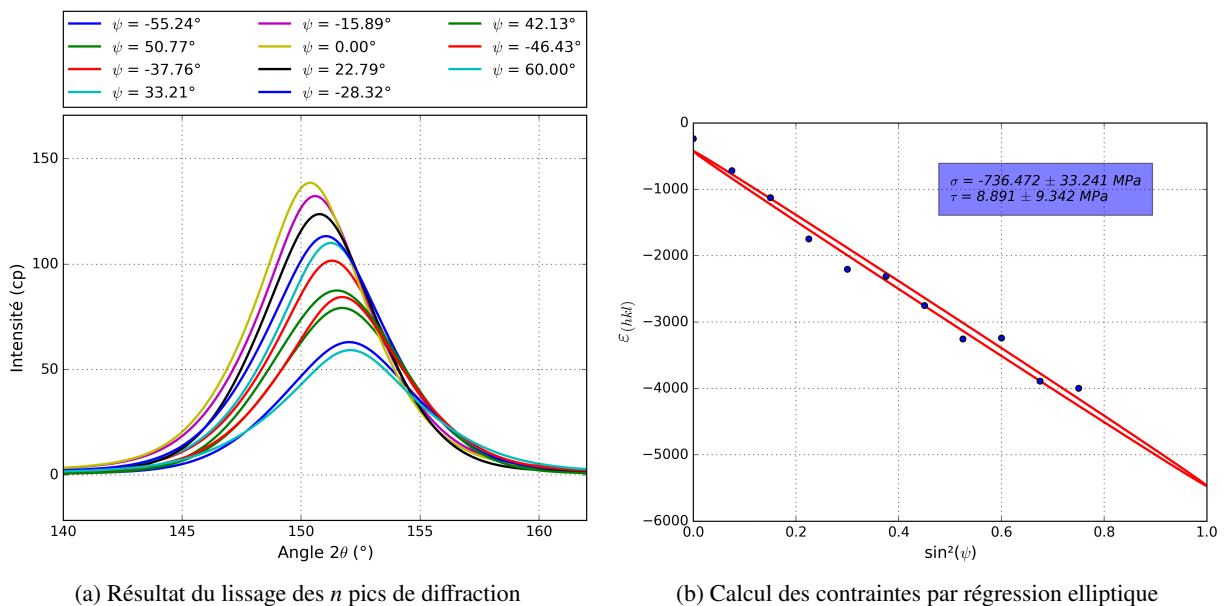 ψ = -55.24° ψ = -15.89° ψ = 42.13°
ψ = 50.77° ψ = 0.00° ψ = -46.43°
ψ = -37.76° ψ = 22.79° ψ = 60.00°
ψ = 33.21° ψ = -28.32°
150
100
50
0
Intensité (cp)
140 145 150 155 160
Angle 2θ (°)
(a) Résultat du lissage des n pics de diffraction
0
−1000
−2000
−3000
−4000
−5000
−6000
ε(hkl)
σ = -736.472 ± 33.241 MPa
τ = 8.891 ± 9.342 MPa
0.0 0.2 0.4 0.6 0.8 1.0
sin²(ψ)
(b) Calcul des contraintes par régression elliptique